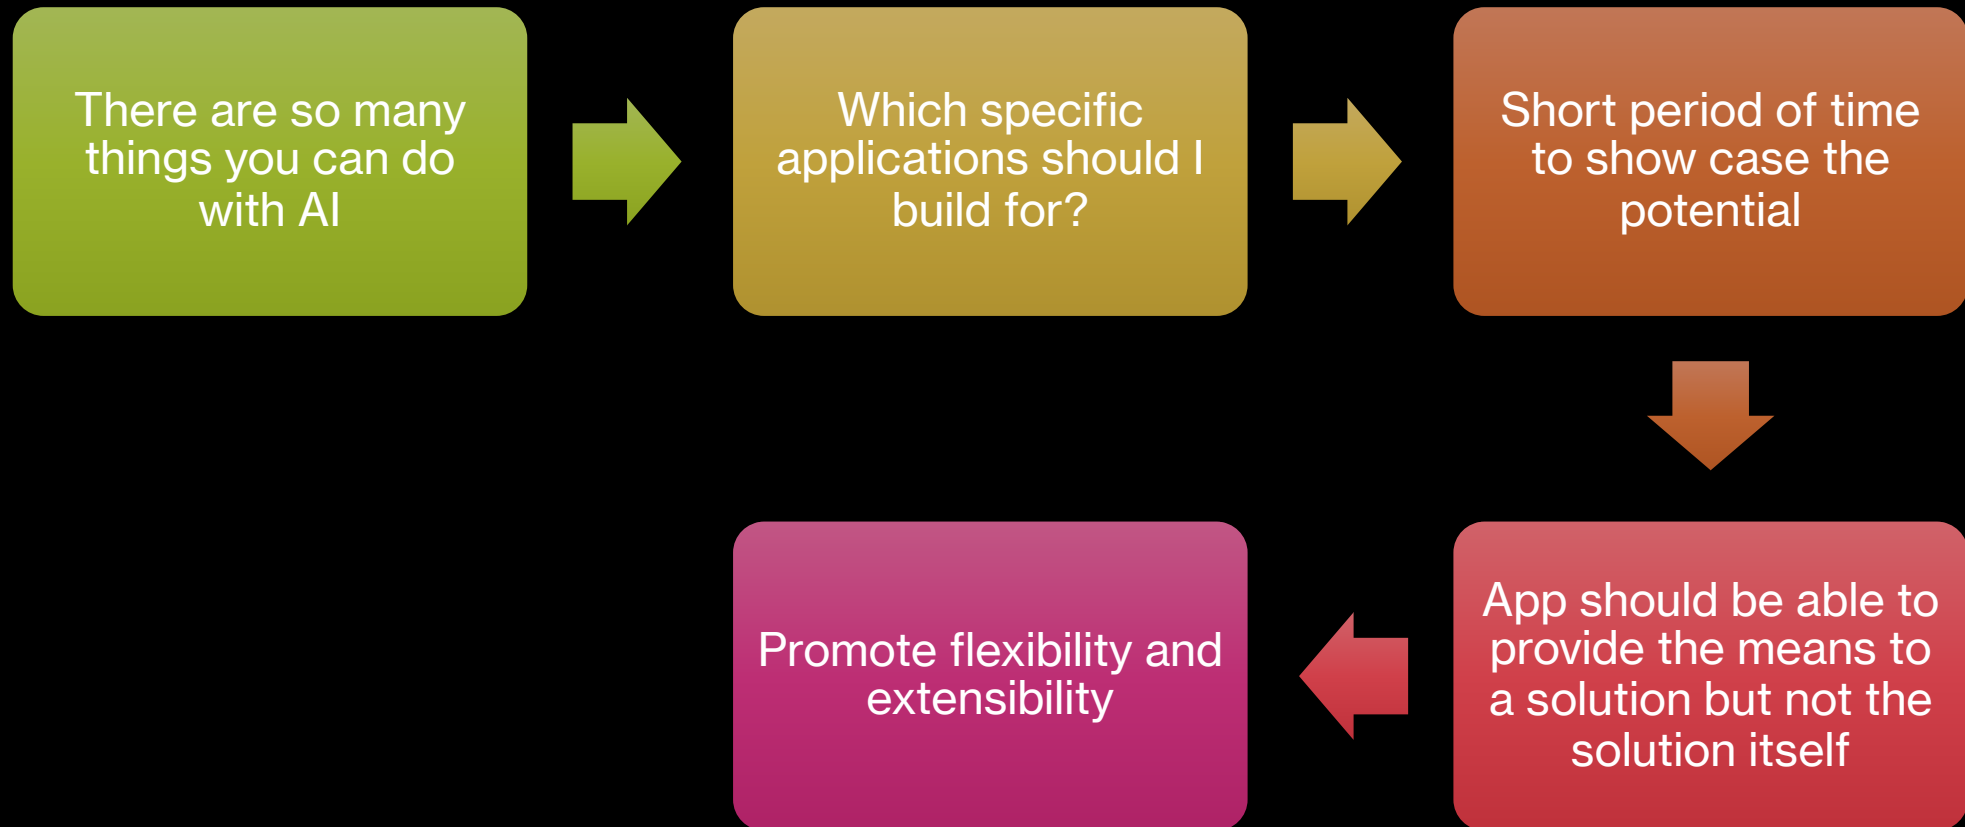 There are so many
things you can do
with AI
Which specific
applications should I
build for?
Short period of time
to show case the
potential
App should be able to
provide the means to
a solution but not the
solution itself
Promote flexibility and
extensibility